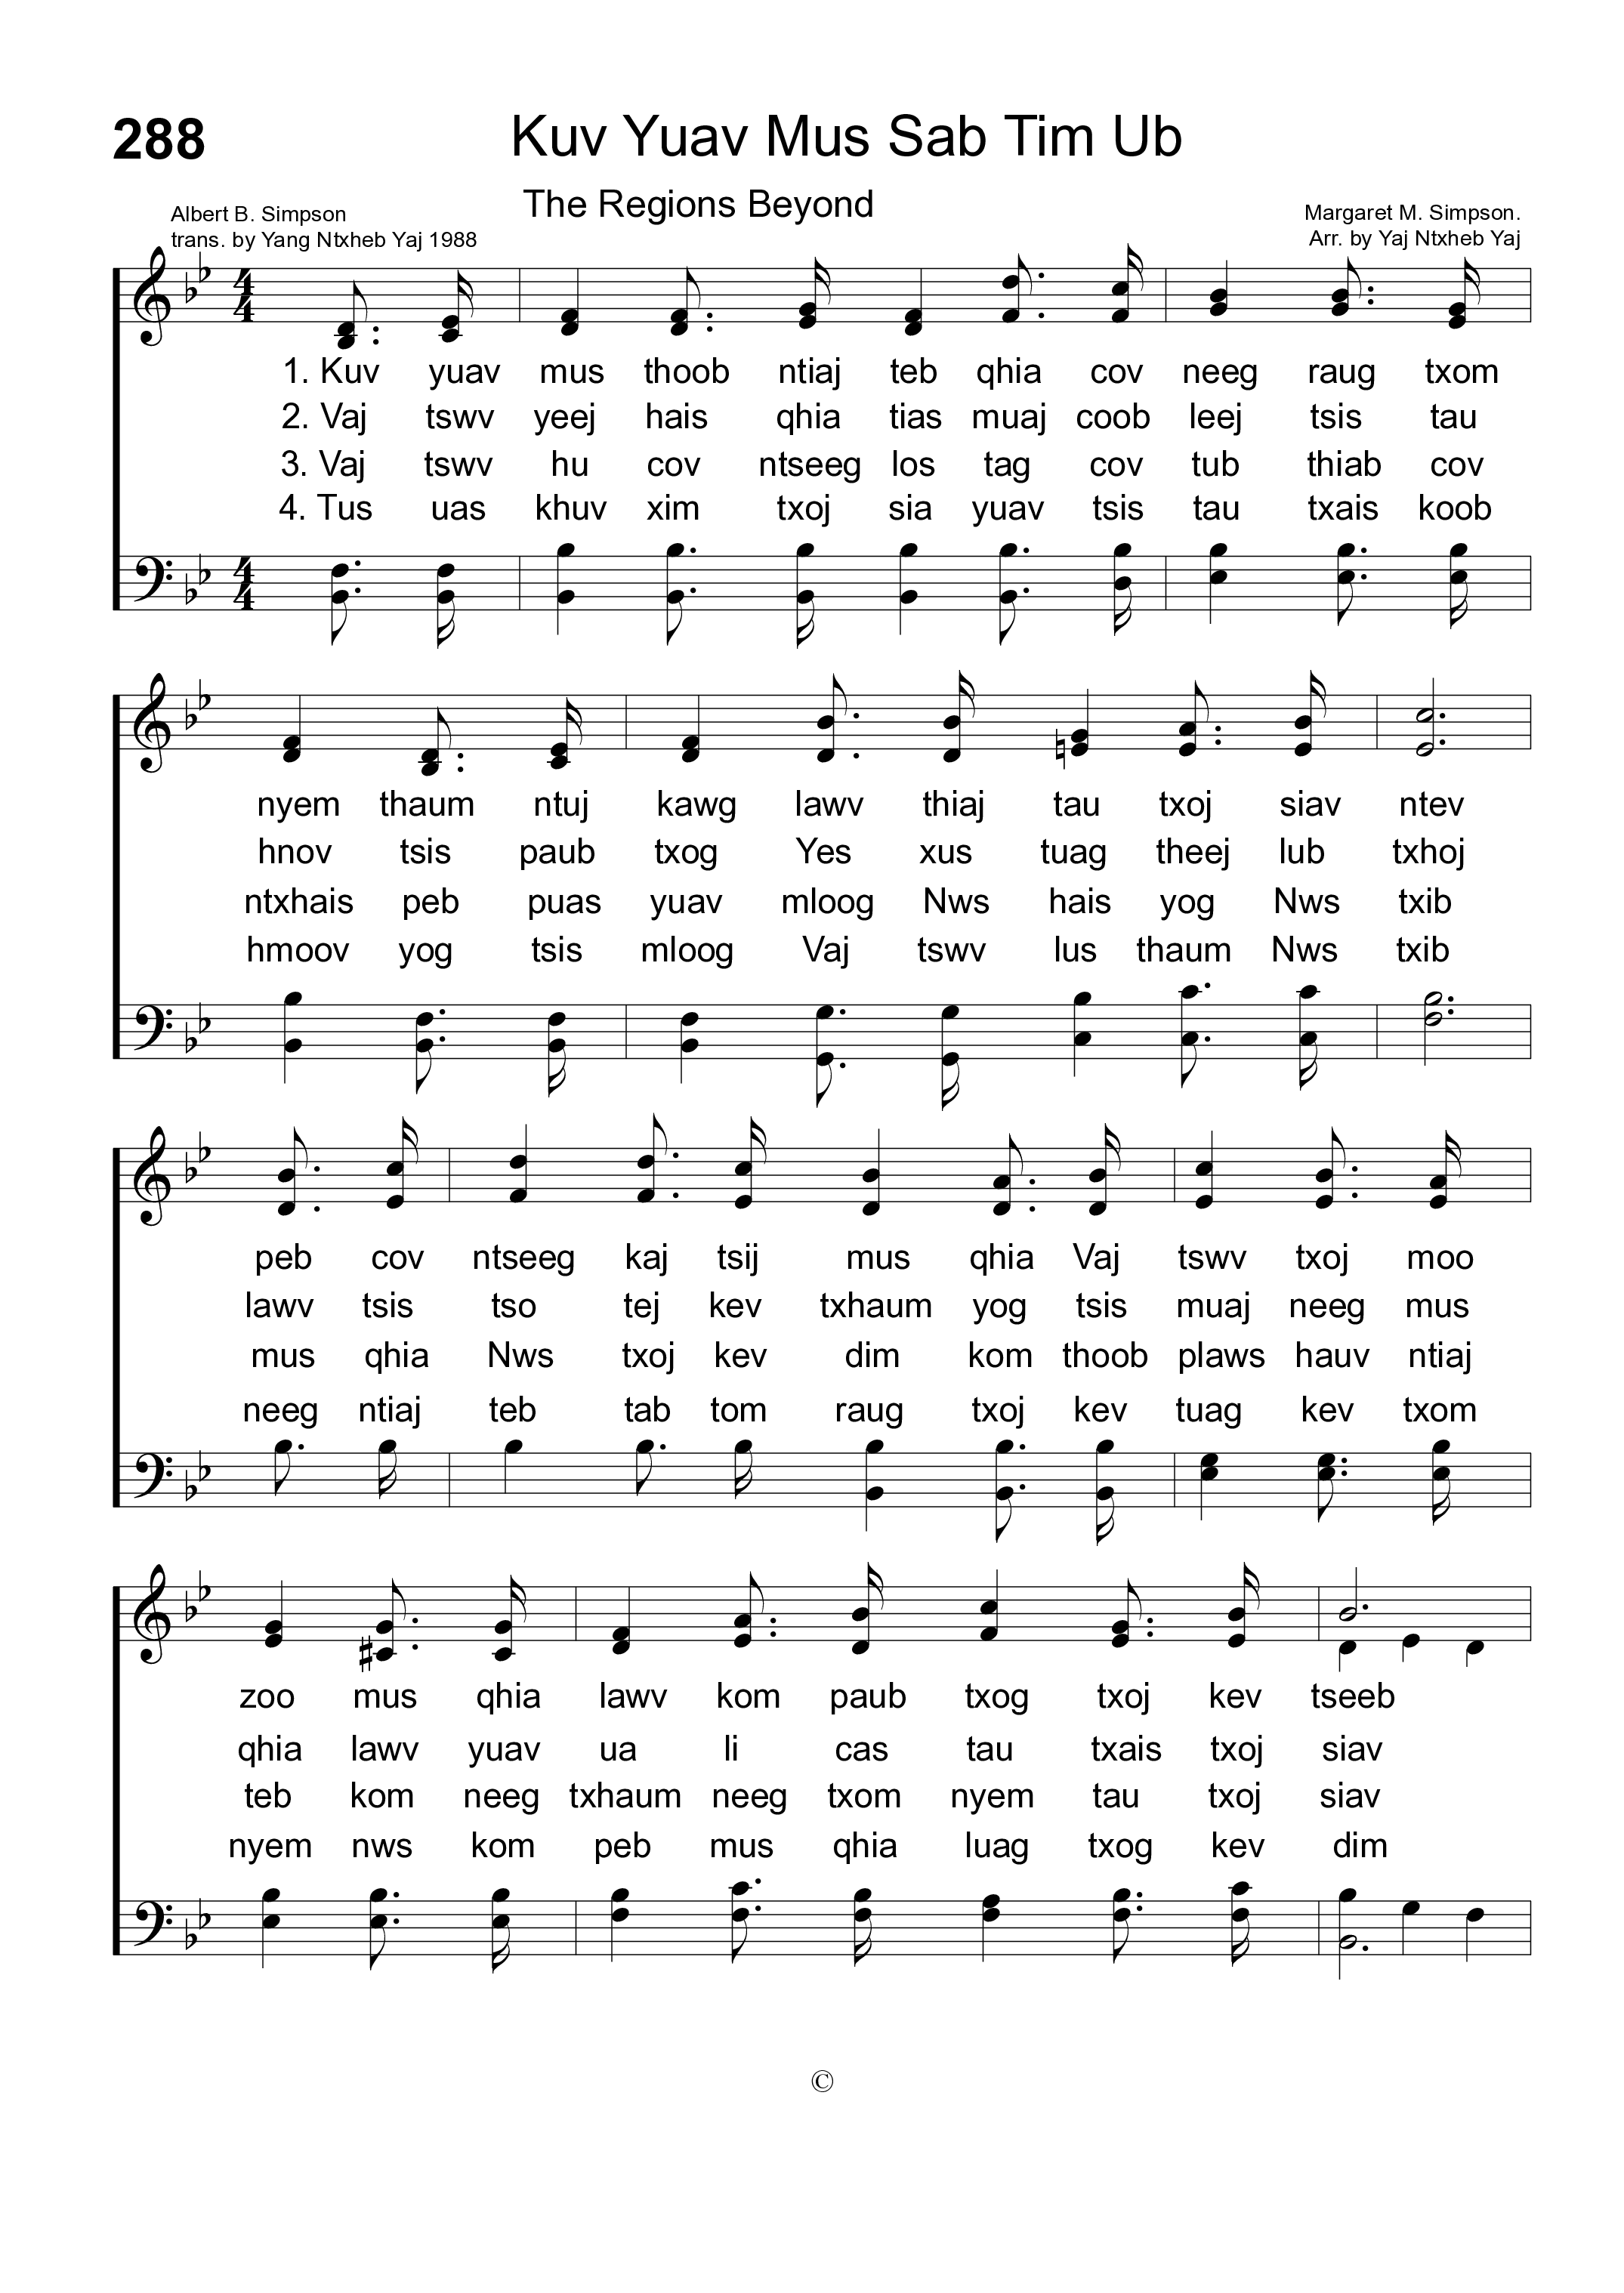 288
Kuv Yuav Mus Sab Tim Ub
The Regions Beyond
Albert B. Simpson
trans. by Yang Ntxheb Yaj 1988
Margaret M. Simpson.
Arr. by Yaj Ntxheb Yaj
4
4
1. Kuv yuav mus thoob ntiaj teb qhia cov neeg raug txom
2. Vaj tswv yeej hais qhia tias muaj coob leej tsis tau
3. Vaj tswv hu cov ntseeg los tag cov tub thiab cov
4. Tus uas khuv xim txoj sia yuav tsis tau txais koob
4
4
nyem thaum ntuj kawg lawv thiaj tau txoj siav ntev
hnov tsis paub txog Yes xus tuag theej lub txhoj
ntxhais peb puas yuav mloog Nws hais yog Nws txib
hmoov yog tsis mloog Vaj tswv lus thaum Nws txib
peb cov ntseeg kaj tsij mus qhia Vaj tswv txoj moo
lawv tsis tso tej kev txhaum yog tsis muaj neeg mus
mus qhia Nws txoj kev dim kom thoob plaws hauv ntiaj
neeg ntiaj teb tab tom raug txoj kev tuag kev txom
zoo mus qhia lawv kom paub txog txoj kev tseeb
qhia lawv yuav ua li cas tau txais txoj siav
teb kom neeg txhaum neeg txom nyem tau txoj siav
nyem nws kom peb mus qhia luag txog kev dim
©